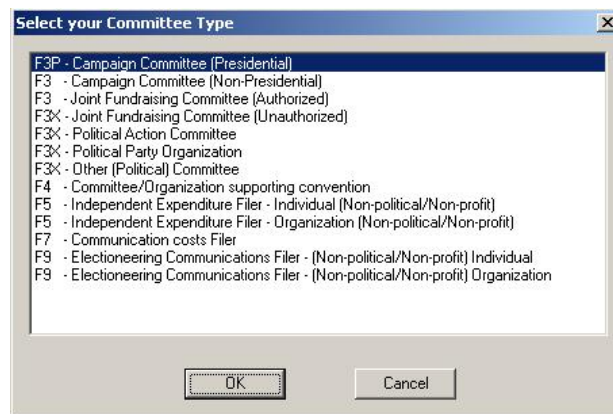 Select your Committee Type
F3P - Campaign Committee (Presidential)
F3 - Campaign Committee (Non-Presidential)
F3 - Joint Fundraising Committee (Authorized)
F3X - Joint Fundraising Committee (Unauthorized)
F3X - Political Action Committee
F3X - Political Party Organization
F3X - Other (Political) Committee
F4 - Committee/Organization supporting convention
F5 - Independent Expenditure Filer - Individual (Non-political/Non-profit)
F5 - Independent Expenditure Filer - Organization (Non-political/Non-profit)
F7 - Communication costs Filer
F9 - Electioneering Communications Filer - (Non-political/Non-profit) Individual
F9 - Electioneering Communications Filer - (Non-political/Non-profit) Organization
OK Cancel